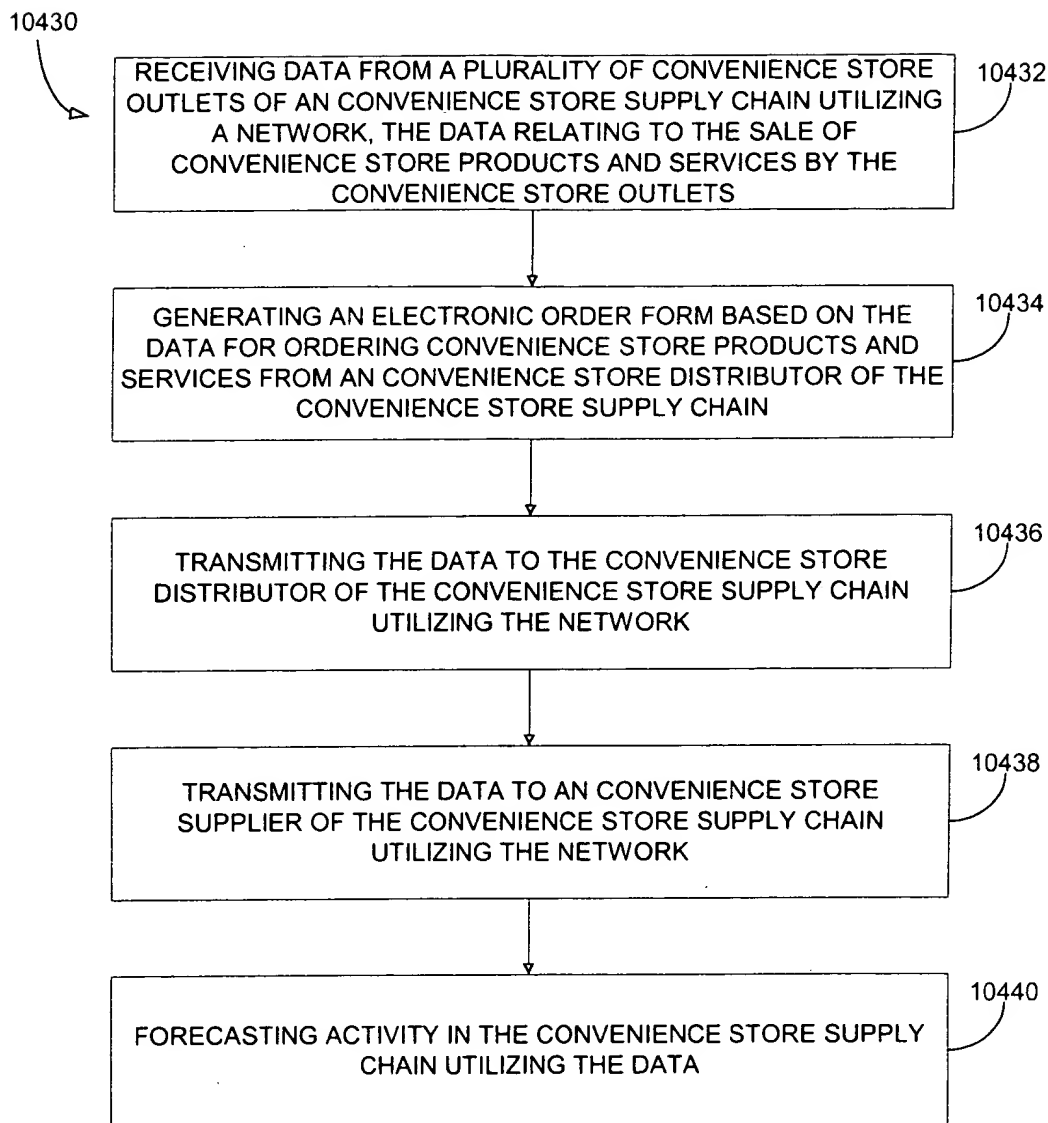 10430
RECEIVING DATA FROM A PLURALITY OF CONVENIENCE STORE
OUTLETS OF AN CONVENIENCE STORE SUPPLY CHAIN UTILIZING
A NETWORK, THE DATA RELATING TO THE SALE OF
CONVENIENCE STORE PRODUCTS AND SERVICES BY THE
CONVENIENCE STORE OUTLETS
10432
GENERATING AN ELECTRONIC ORDER FORM BASED ON THE
DATA FOR ORDERING CONVENIENCE STORE PRODUCTS AND
SERVICES FROM AN CONVENIENCE STORE DISTRIBUTOR OF THE
CONVENIENCE STORE SUPPLY CHAIN
10434
TRANSMITTING THE DATA TO THE CONVENIENCE STORE
DISTRIBUTOR OF THE CONVENIENCE STORE SUPPLY CHAIN
UTILIZING THE NETWORK
10436
TRANSMITTING THE DATA TO AN CONVENIENCE STORE
SUPPLIER OF THE CONVENIENCE STORE SUPPLY CHAIN
UTILIZING THE NETWORK
10438
FORECASTING ACTIVITY IN THE CONVENIENCE STORE SUPPLY
CHAIN UTILIZING THE DATA
10440